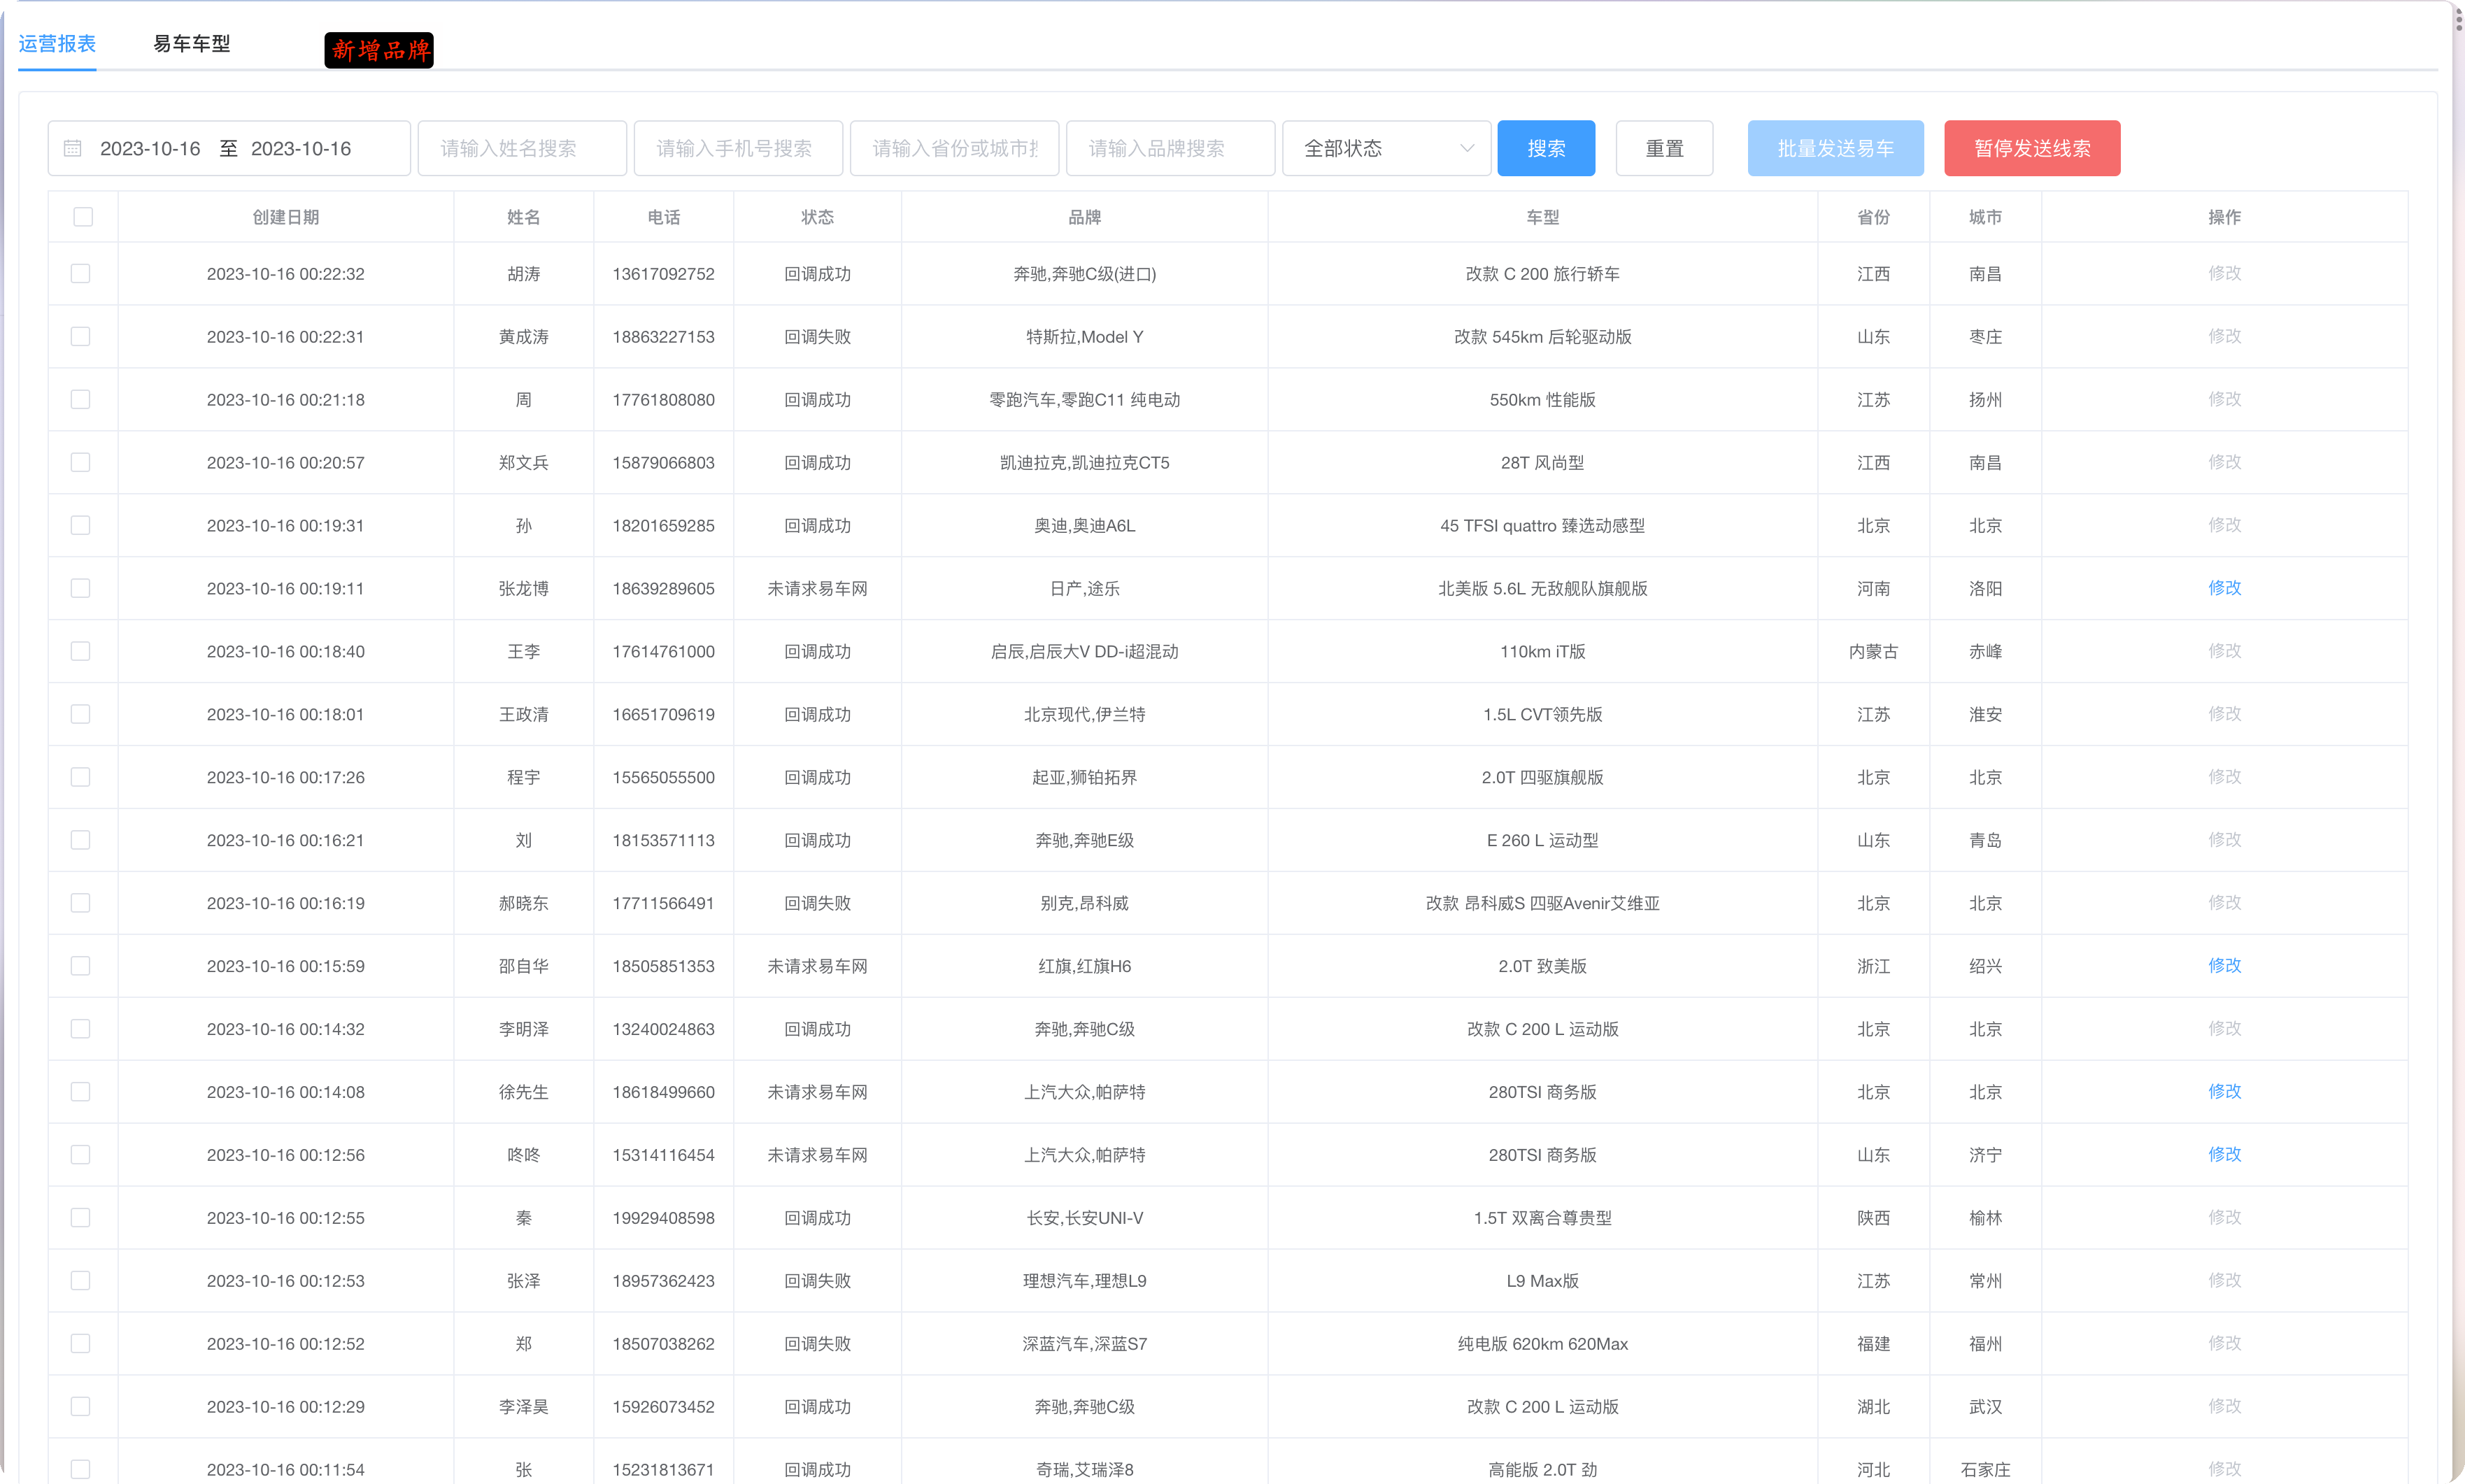 运营报表 易车车型 新增品牌
2023-10-16 至 2023-10-16 请输入姓名搜索 请输入手机号搜索 请输入省份或城市搜 请输入品牌搜索 全部状态 搜索 重置 批量发送易车 暂停发送线索
创建日期 姓名 电话 状态 品牌 车型 省份 城市 操作
2023-10-16 00:22:32 胡涛 13617092752 回调成功 奔驰,奔驰C级(进口) 改款 C 200 旅行轿车 江西 南昌 修改
2023-10-16 00:22:31 黄成涛 18863227153 回调失败 特斯拉,Model Y 改款 545km 后轮驱动版 山东 枣庄 修改
2023-10-16 00:21:18 周 17761808080 回调成功 零跑汽车,零跑C11 纯电动 550km 性能版 江苏 扬州 修改
2023-10-16 00:20:57 郑文兵 15879066803 回调成功 凯迪拉克,凯迪拉克CT5 28T 风尚型 江西 南昌 修改
2023-10-16 00:19:31 孙 18201659285 回调成功 奥迪,奥迪A6L 45 TFSI quattro 臻选动感型 北京 北京 修改
2023-10-16 00:19:11 张龙博 18639289605 未请求易车网 日产,途乐 北美版 5.6L 无敌舰队旗舰版 河南 洛阳 修改
2023-10-16 00:18:40 王李 17614761000 回调成功 启辰,启辰大V DD-i超混动 110km iT版 内蒙古 赤峰 修改
2023-10-16 00:18:01 王政清 16651709619 回调成功 北京现代,伊兰特 1.5L CVT领先版 江苏 淮安 修改
2023-10-16 00:17:26 程宇 15565055500 回调成功 起亚,狮铂拓界 2.0T 四驱旗舰版 北京 北京 修改
2023-10-16 00:16:21 刘 18153571113 回调成功 奔驰,奔驰E级 E 260 L 运动型 山东 青岛 修改
2023-10-16 00:16:19 郝晓东 17711566491 回调失败 别克,昂科威 改款 昂科威S 四驱Avenir艾维亚 北京 北京 修改
2023-10-16 00:15:59 邵自华 18505851353 未请求易车网 红旗,红旗H6 2.0T 致美版 浙江 绍兴 修改
2023-10-16 00:14:32 李明泽 13240024863 回调成功 奔驰,奔驰C级 改款 C 200 L 运动版 北京 北京 修改
2023-10-16 00:14:08 徐先生 18618499660 未请求易车网 上汽大众,帕萨特 280TSI 商务版 北京 北京 修改
2023-10-16 00:12:56 咚咚 15314116454 未请求易车网 上汽大众,帕萨特 280TSI 商务版 山东 济宁 修改
2023-10-16 00:12:55 秦 19929408598 回调成功 长安,长安UNI-V 1.5T 双离合尊贵型 陕西 榆林 修改
2023-10-16 00:12:53 张泽 18957362423 回调失败 理想汽车,理想L9 L9 Max版 江苏 常州 修改
2023-10-16 00:12:52 郑 18507038262 回调失败 深蓝汽车,深蓝S7 纯电版 620km 620Max 福建 福州 修改
2023-10-16 00:12:29 李泽昊 15926073452 回调成功 奔驰,奔驰C级 改款 C 200 L 运动版 湖北 武汉 修改
2023-10-16 00:11:54 张 15231813671 回调成功 奇瑞,艾瑞泽8 高能版 2.0T 劲 河北 石家庄 修改